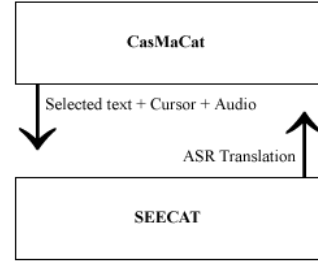 CasMaCat
Selected text + Cursor + Audio
ASR Translation
SEECAT